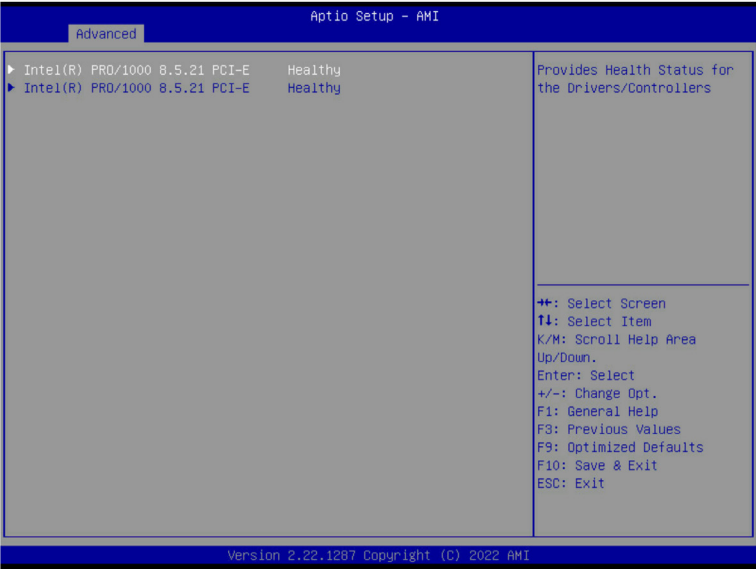 Aptio Setup – AMI
Advanced
▶ Intel(R) PRO/1000 8.5.21 PCI-E Healthy
▶ Intel(R) PRO/1000 8.5.21 PCI-E Healthy
Provides Health Status for
the Drivers/Controllers
→←: Select Screen
↑↓: Select Item
K/M: Scroll Help Area
Up/Down.
Enter: Select
+/-: Change Opt.
F1: General Help
F3: Previous Values
F9: Optimized Defaults
F10: Save & Exit
ESC: Exit
Version 2.22.1287 Copyright (C) 2022 AMI